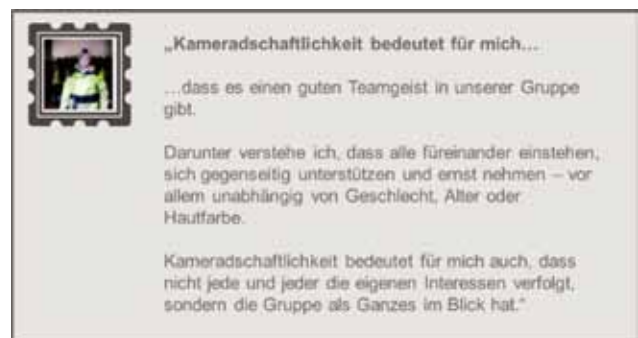 „Kameradschaftlichkeit bedeutet für mich…
…dass es einen guten Teamgeist in unserer Gruppe
gibt.
Darunter verstehe ich, dass alle füreinander einstehen,
sich gegenseitig unterstützen und ernst nehmen – vor
allem unabhängig von Geschlecht, Alter oder
Hautfarbe.
Kameradschaftlichkeit bedeutet für mich auch, dass
nicht jede und jeder die eigenen Interessen verfolgt,
sondern die Gruppe als Ganzes im Blick hat.“